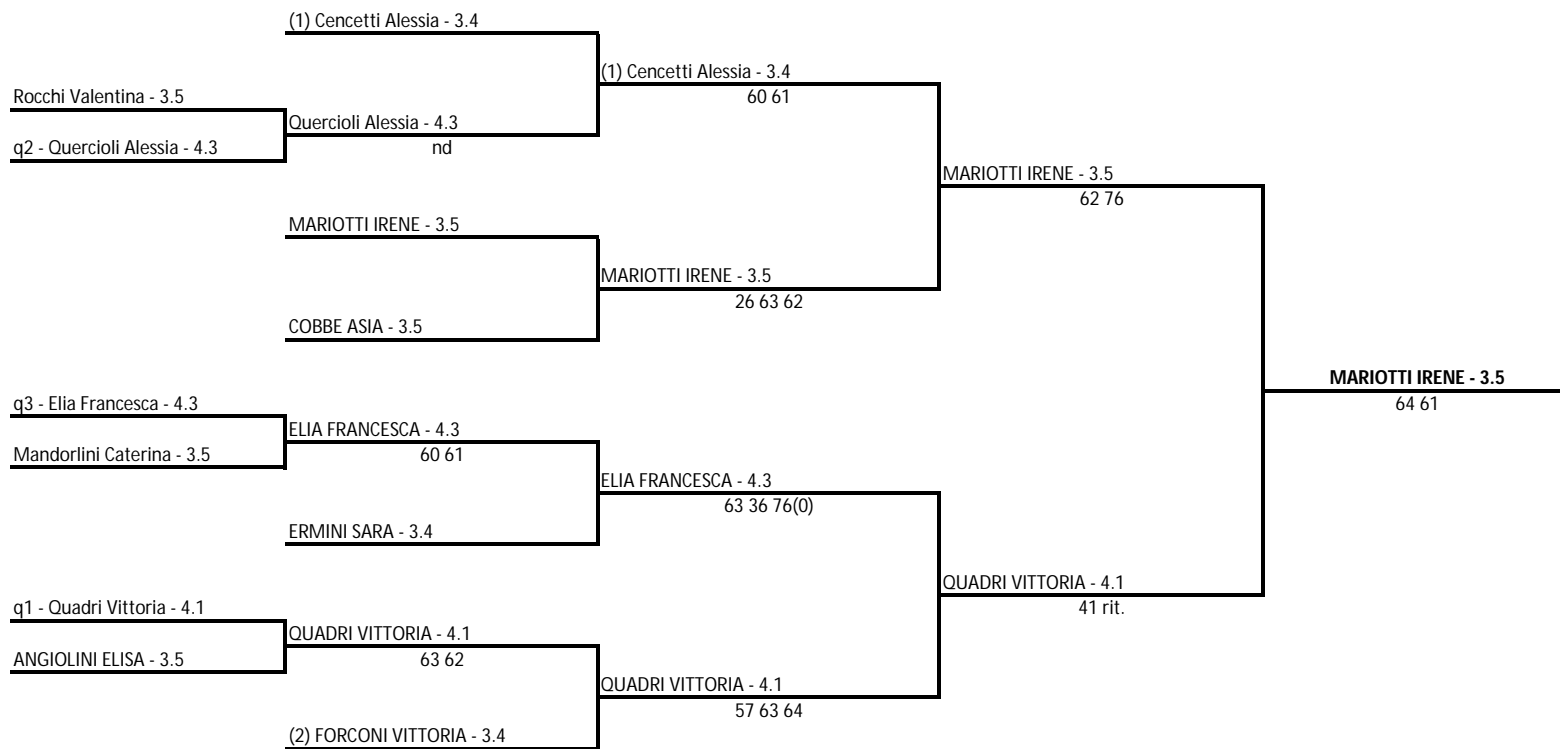 (1) Cencetti Alessia - 3.4
(1) Cencetti Alessia - 3.4
60 61
Rocchi Valentina - 3.5
Quercioli Alessia - 4.3
nd
q2 - Quercioli Alessia - 4.3
MARIOTTI IRENE - 3.5
62 76
MARIOTTI IRENE - 3.5
MARIOTTI IRENE - 3.5
26 63 62
COBBE ASIA - 3.5
MARIOTTI IRENE - 3.5
64 61
q3 - Elia Francesca - 4.3
ELIA FRANCESCA - 4.3
60 61
Mandorlini Caterina - 3.5
ELIA FRANCESCA - 4.3
63 36 76(0)
ERMINI SARA - 3.4
QUADRI VITTORIA - 4.1
41 rit.
q1 - Quadri Vittoria - 4.1
QUADRI VITTORIA - 4.1
63 62
ANGIOLINI ELISA - 3.5
QUADRI VITTORIA - 4.1
57 63 64
(2) FORCONI VITTORIA - 3.4